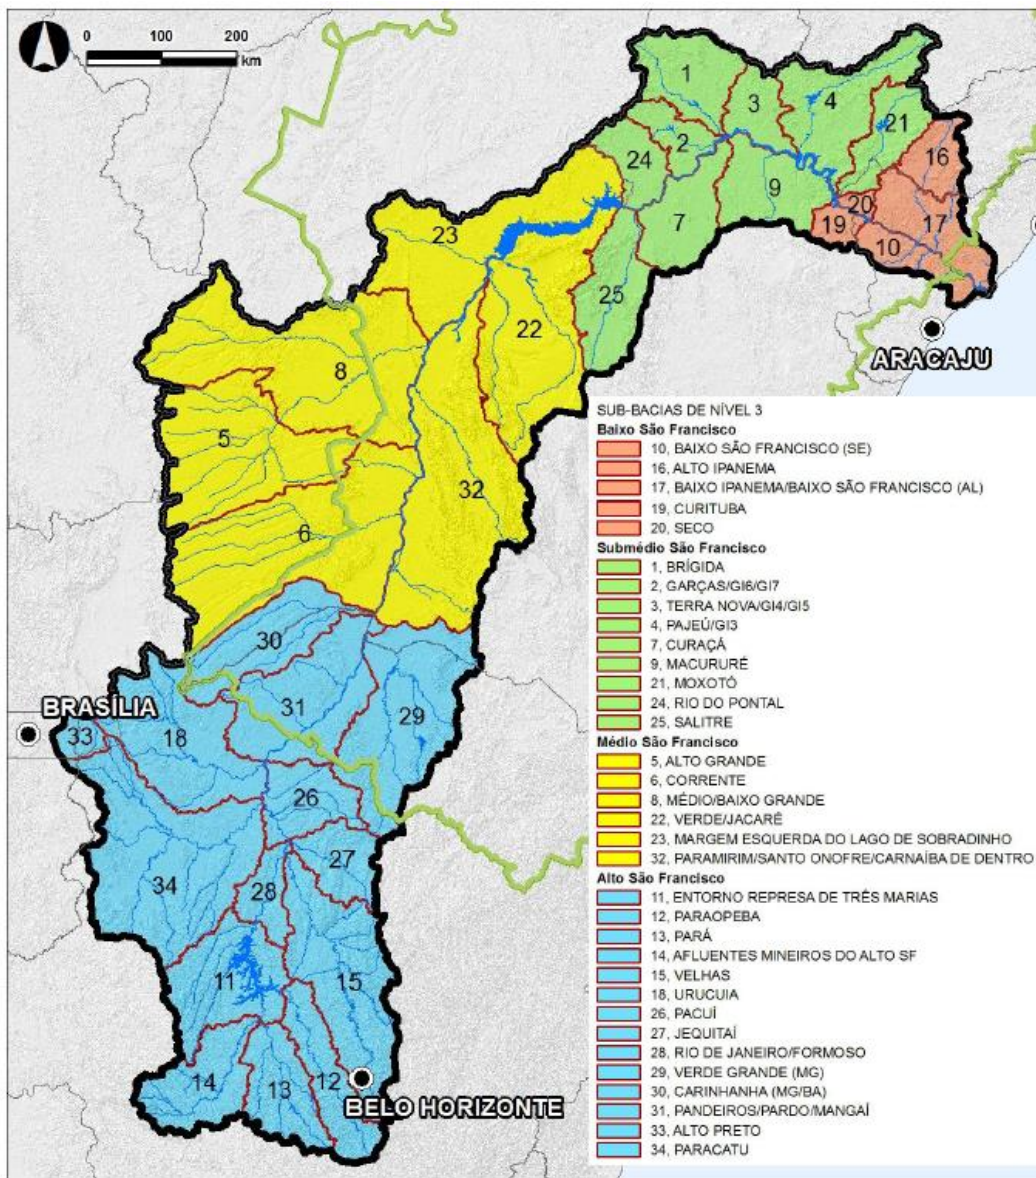 0 100 200
km
1
3
4
2
21
24
16
9
7
20
19
17
10
23
25
22
ARACAJU
8
5
32
6
30
31
29
BRASÍLIA
33
18
26
27
34
28
11
15
14
13
12
BELO HORIZONTE
SUB-BACIAS DE NÍVEL 3
Baixo São Francisco
10, BAIXO SÃO FRANCISCO (SE)
16, ALTO IPANEMA
17, BAIXO IPANEMA/BAIXO SÃO FRANCISCO (AL)
19, CURITUBA
20, SECO
Submédio São Francisco
1, BRÍGIDA
2, GARÇAS/GI6/GI7
3, TERRA NOVA/GI4/GI5
4, PAJEÚ/GI3
7, CURAÇÁ
9, MACURURÉ
21, MOXOTÓ
24, RIO DO PONTAL
25, SALITRE
Médio São Francisco
5, ALTO GRANDE
6, CORRENTE
8, MÉDIO/BAIXO GRANDE
22, VERDE/JACARÉ
23, MARGEM ESQUERDA DO LAGO DE SOBRADINHO
32, PARAMIRIM/SANTO ONOFRE/CARNAÍBA DE DENTRO
Alto São Francisco
11, ENTORNO REPRESA DE TRÊS MARIAS
12, PARAOPEBA
13, PARÁ
14, AFLUENTES MINEIROS DO ALTO SF
15, VELHAS
18, URUCUIA
26, PACUÍ
27, JEQUITAÍ
28, RIO DE JANEIRO/FORMOSO
29, VERDE GRANDE (MG)
30, CARINHANHA (MG/BA)
31, PANDEIROS/PARDO/MANGAÍ
33, ALTO PRETO
34, PARACATU